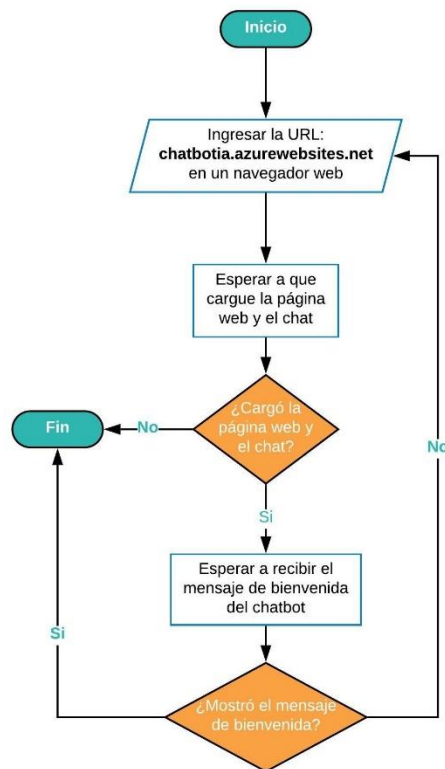 Inicio
Ingresar la URL:
chatbotia.azurewebsites.net
en un navegador web
Esperar a que
cargue la página
web y el chat
¿Cargó la
página web y
el chat?
No
Fin
Si
Esperar a recibir el
mensaje de bienvenida
del chatbot
¿Mostró el mensaje
de bienvenida?
Si
No